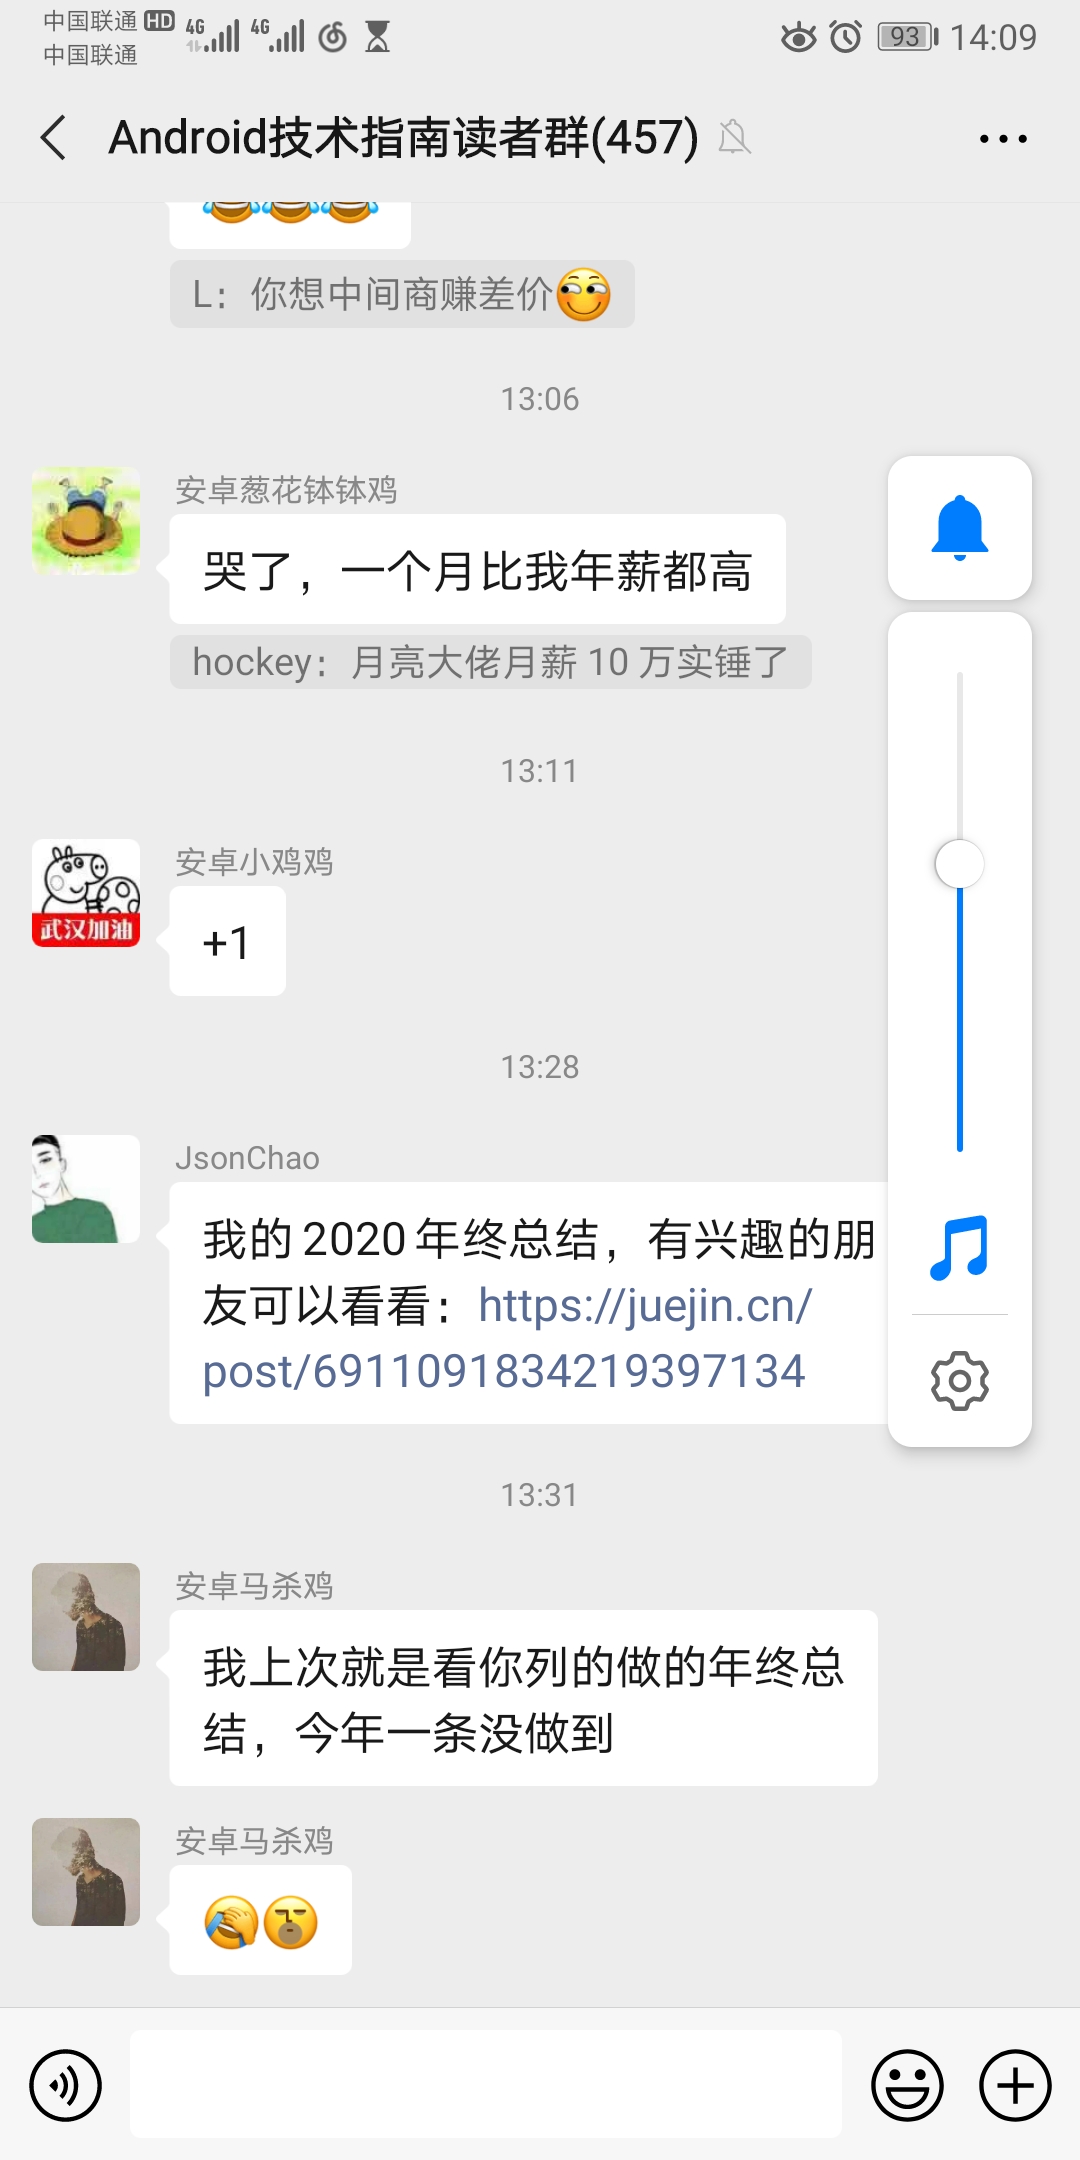 中国联通 HD 4G 4G 93 14:09
中国联通
Android技术指南读者群(457)
L：你想中间商赚差价
13:06
安卓葱花钵钵鸡
哭了，一个月比我年薪都高
hockey：月亮大佬月薪 10 万实锤了
13:11
安卓小鸡鸡
武汉加油
+1
13:28
JsonChao
我的 2020 年终总结，有兴趣的朋
友可以看看：https://juejin.cn/
post/6911091834219397134
13:31
安卓马杀鸡
我上次就是看你列的做的年终总
结，今年一条没做到
安卓马杀鸡